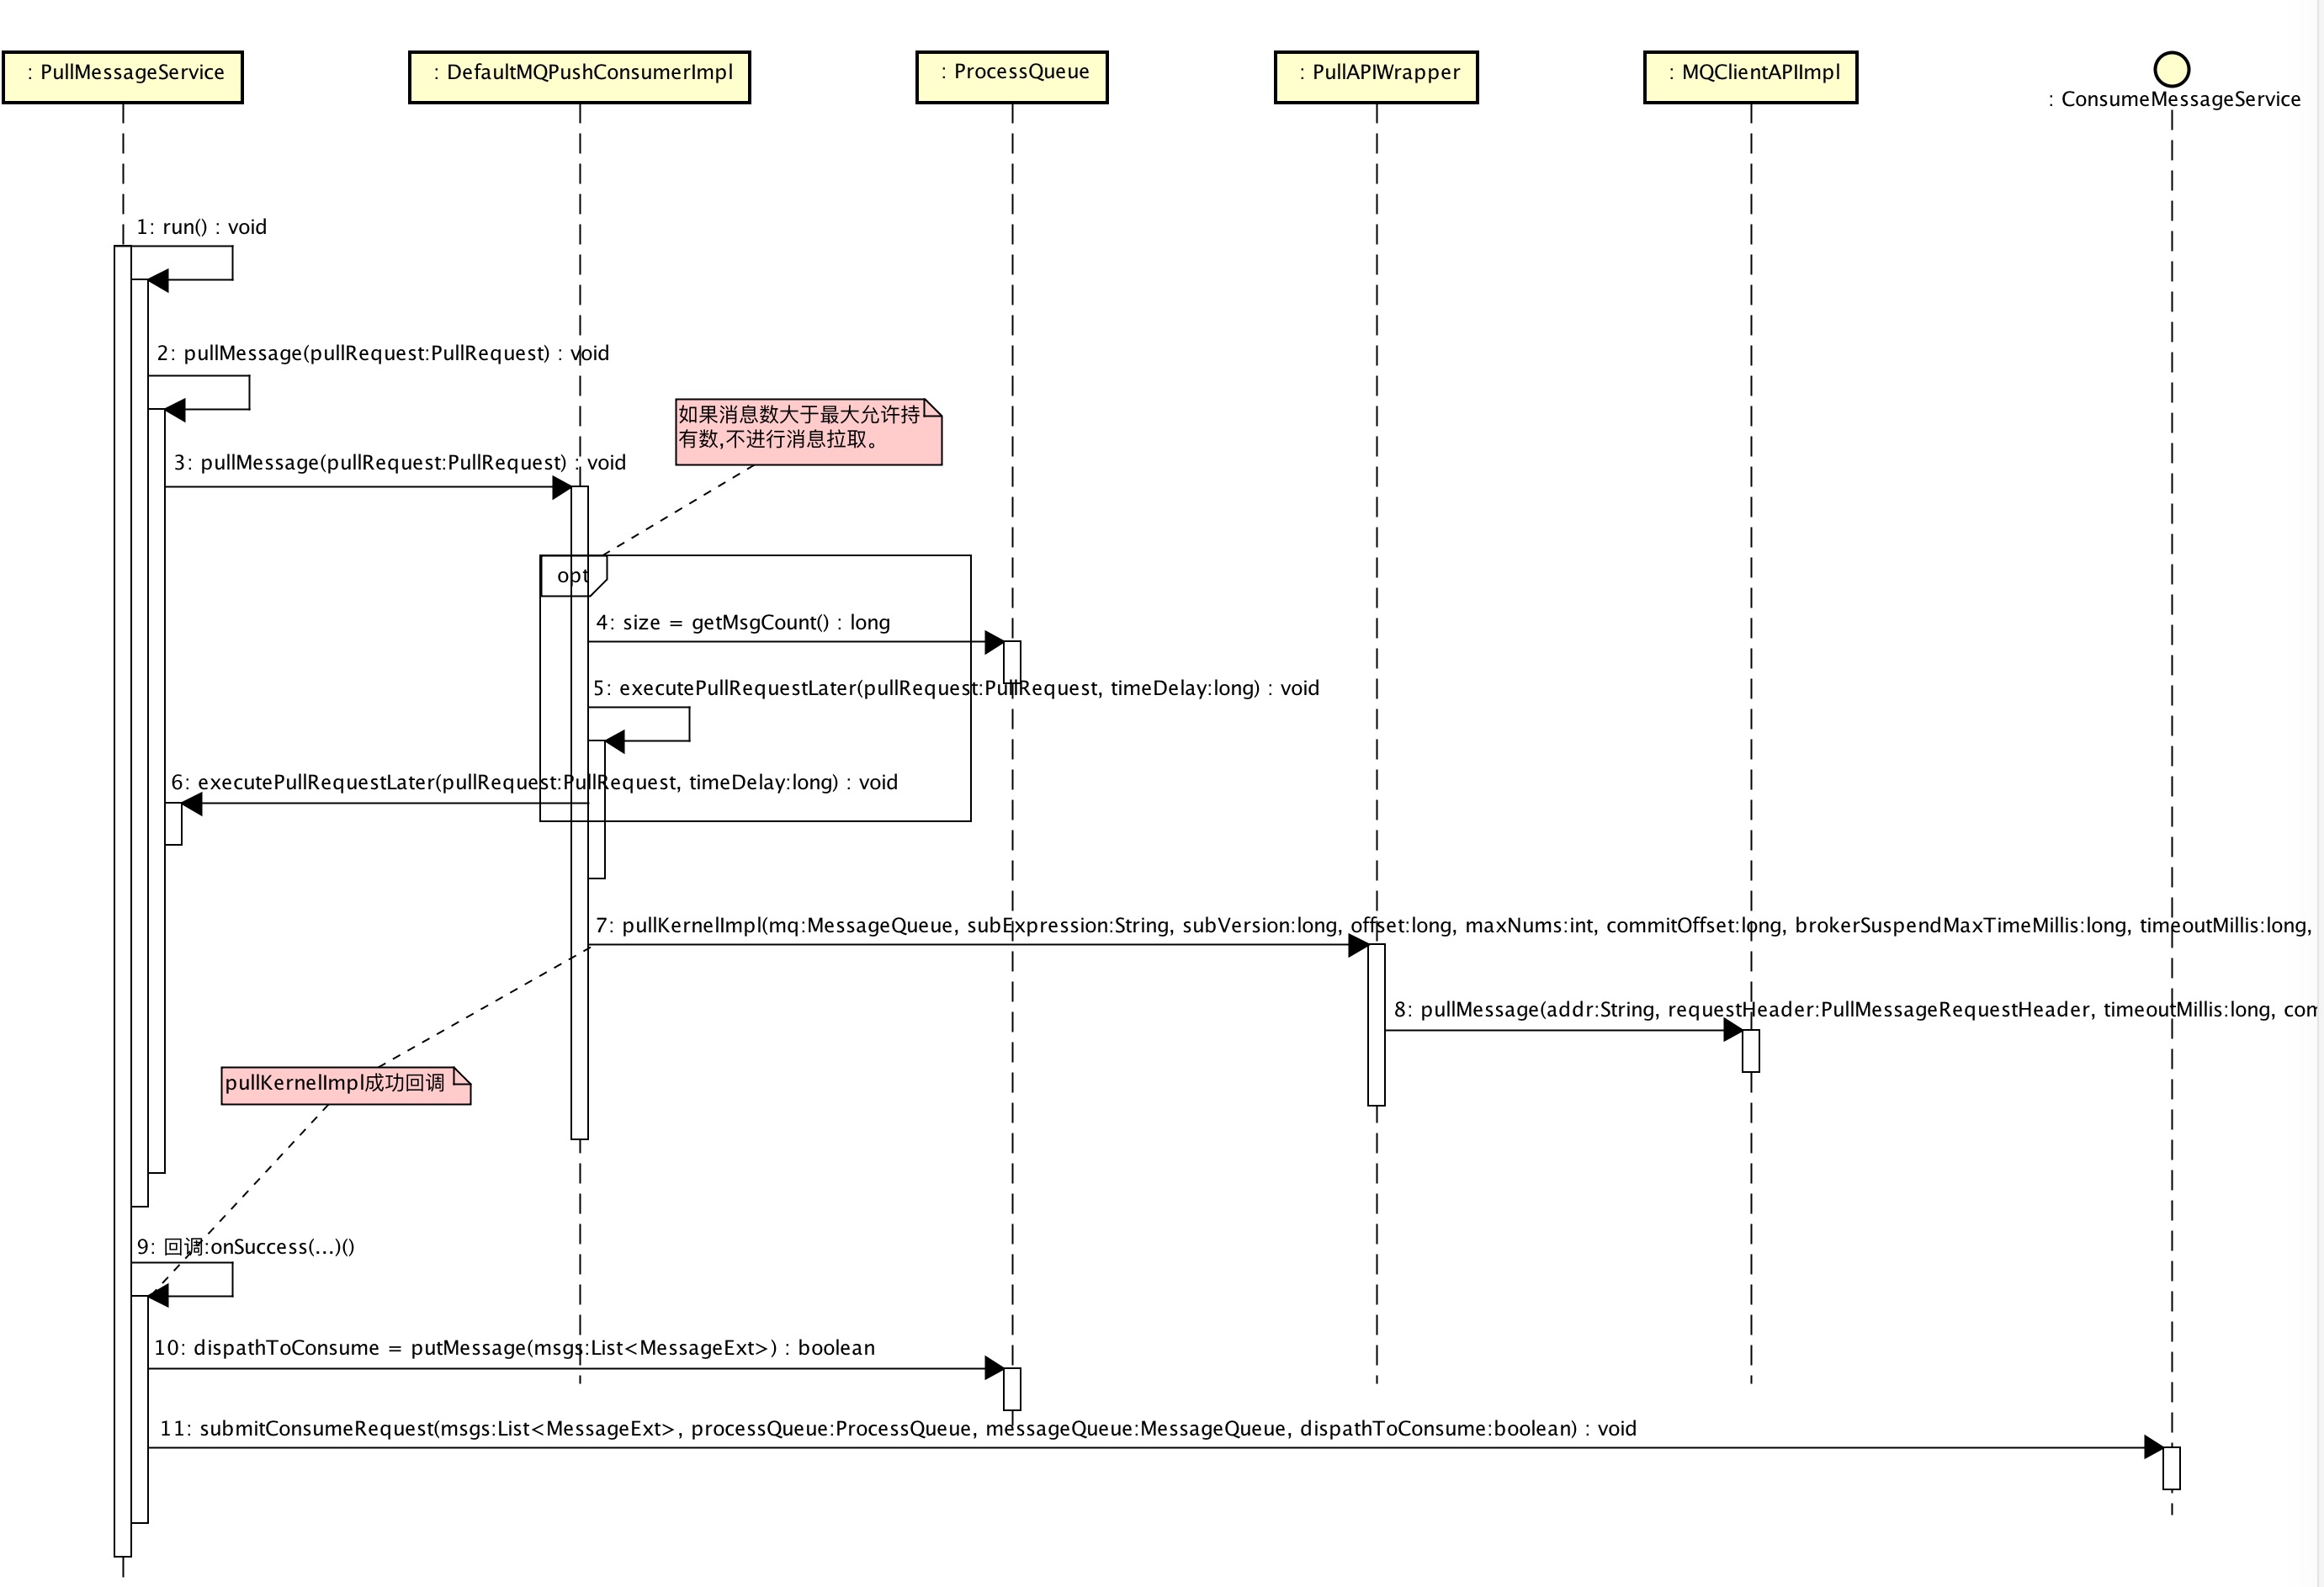 : PullMessageService
: DefaultMQPushConsumerImpl
: ProcessQueue
: PullAPIWrapper
: MQClientAPIImpl
: ConsumeMessageService
1: run() : void
2: pullMessage(pullRequest:PullRequest) : void
如果消息数大于最大允许持
有数,不进行消息拉取。
3: pullMessage(pullRequest:PullRequest) : void
opt
4: size = getMsgCount() : long
5: executePullRequestLater(pullRequest:PullRequest, timeDelay:long) : void
6: executePullRequestLater(pullRequest:PullRequest, timeDelay:long) : void
7: pullKernelImpl(mq:MessageQueue, subExpression:String, subVersion:long, offset:long, maxNums:int, commitOffset:long, brokerSuspendMaxTimeMillis:long, timeoutMillis:long,
8: pullMessage(addr:String, requestHeader:PullMessageRequestHeader, timeoutMillis:long,
pullKernelImpl成功回调
9: 回调:onSuccess(...)()
10: dispathToConsume = putMessage(msgs:List<MessageExt>) : boolean
11: submitConsumeRequest(msgs:List<MessageExt>, processQueue:ProcessQueue, messageQueue:MessageQueue, dispathToConsume:boolean) : void